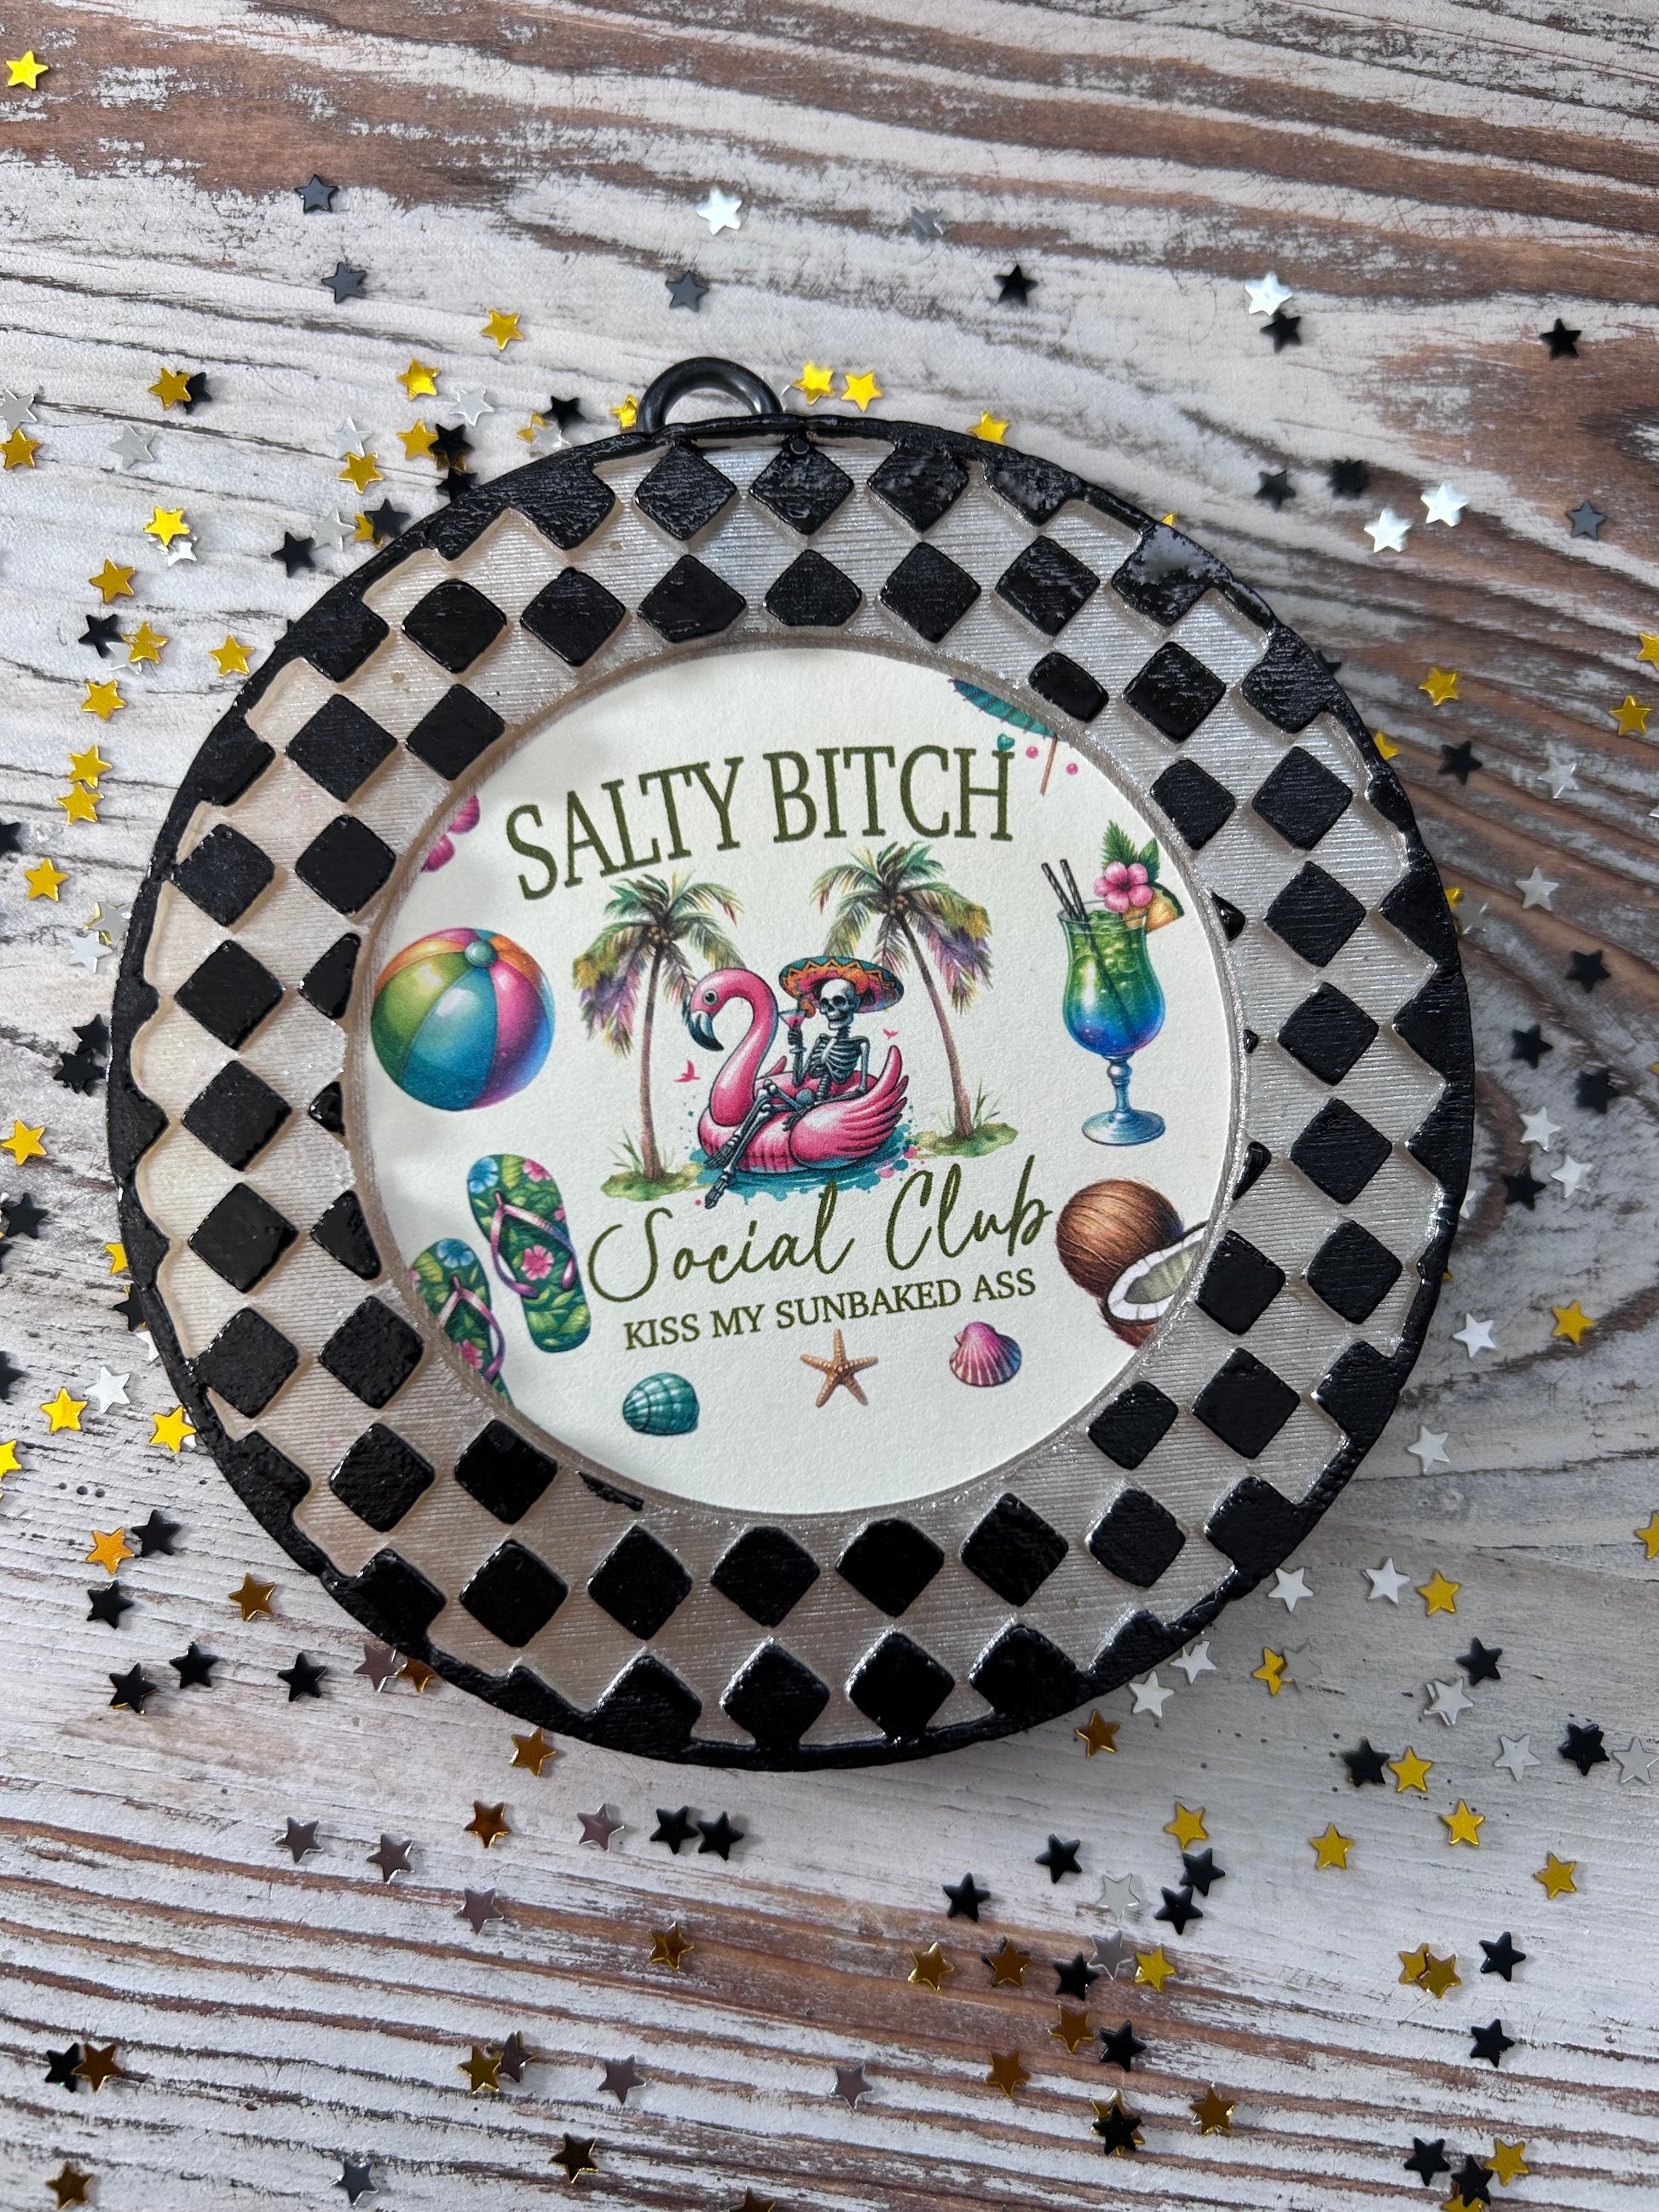 SALTY BITCH
Social Club
KISS MY SUNBAKED ASS